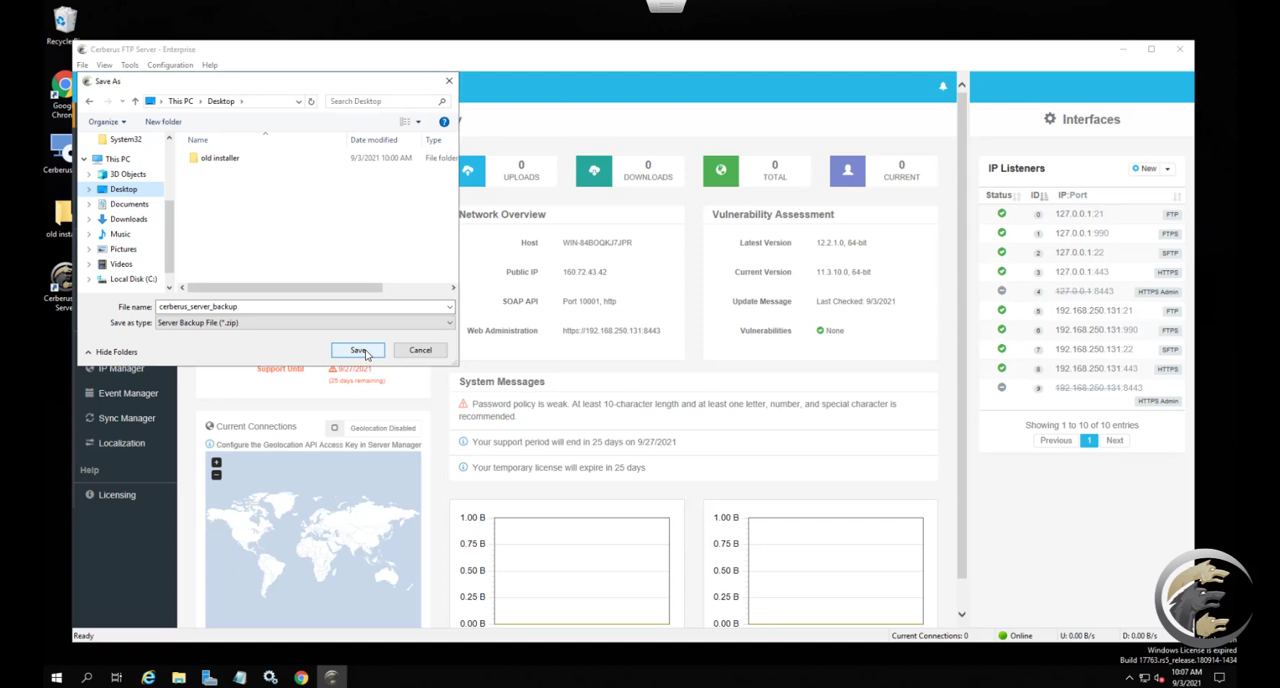 Recycle
Cerberus FTP Server - Enterprise
File View Tools Configuration Help
Save As
This PC > Desktop >
Search Desktop
Organize
New folder
System32
This PC
3D Objects
Desktop
Documents
Downloads
Music
Pictures
Videos
Local Disk (C:)
Name
Date modified
Type
old installer
9/3/2021 10:00 AM
File folder
File name: cerberus_server_backup
Save as type: Server Backup File (*.zip)
Hide Folders
Save
Cancel
Goog
Chron
Cerberu
old insta
Cerberu
Serve
IP Manager
Event Manager
Sync Manager
Localization
Help
Licensing
0
UPLOADS
0
DOWNLOADS
0
TOTAL
0
CURRENT
Network Overview
Host WIN-84BOQKJ7JPR
Public IP 160.72.43.42
SOAP API Port 10001, http
Web Administration https://192.168.250.131:8443
Vulnerability Assessment
Latest Version 12.2.1.0, 64-bit
Current Version 11.3.10.0, 64-bit
Update Message Last Checked: 9/3/2021
Vulnerabilities None
Support Until 9/27/2021
(25 days remaining)
Current Connections
Geolocation Disabled
Configure the Geolocation API Access Key in Server Manager
+
−
System Messages
Password policy is weak. At least 10-character length and at least one letter, number, and special character is
recommended.
Your support period will end in 25 days on 9/27/2021
Your temporary license will expire in 25 days
1.00 B
0.75 B
0.50 B
0.25 B
0.00 B
1.00 B
0.75 B
0.50 B
0.25 B
0.00 B
Interfaces
IP Listeners
New
Status ID IP:Port
0 127.0.0.1:21 FTP
1 127.0.0.1:990 FTPS
2 127.0.0.1:22 SFTP
3 127.0.0.1:443 HTTPS
4 127.0.0.1:8443 HTTPS Admin
5 192.168.250.131:21 FTP
6 192.168.250.131:990 FTPS
7 192.168.250.131:22 SFTP
8 192.168.250.131:443 HTTPS
9 192.168.250.131:8443
HTTPS Admin
Showing 1 to 10 of 10 entries
Previous 1 Next
Ready
Current Connections: 0
Online
U: 0.00 B/s
D: 0.00 B/s
Windows License is expired
Build 17763.rs5_release.180914-1434
10:07 AM
9/3/2021